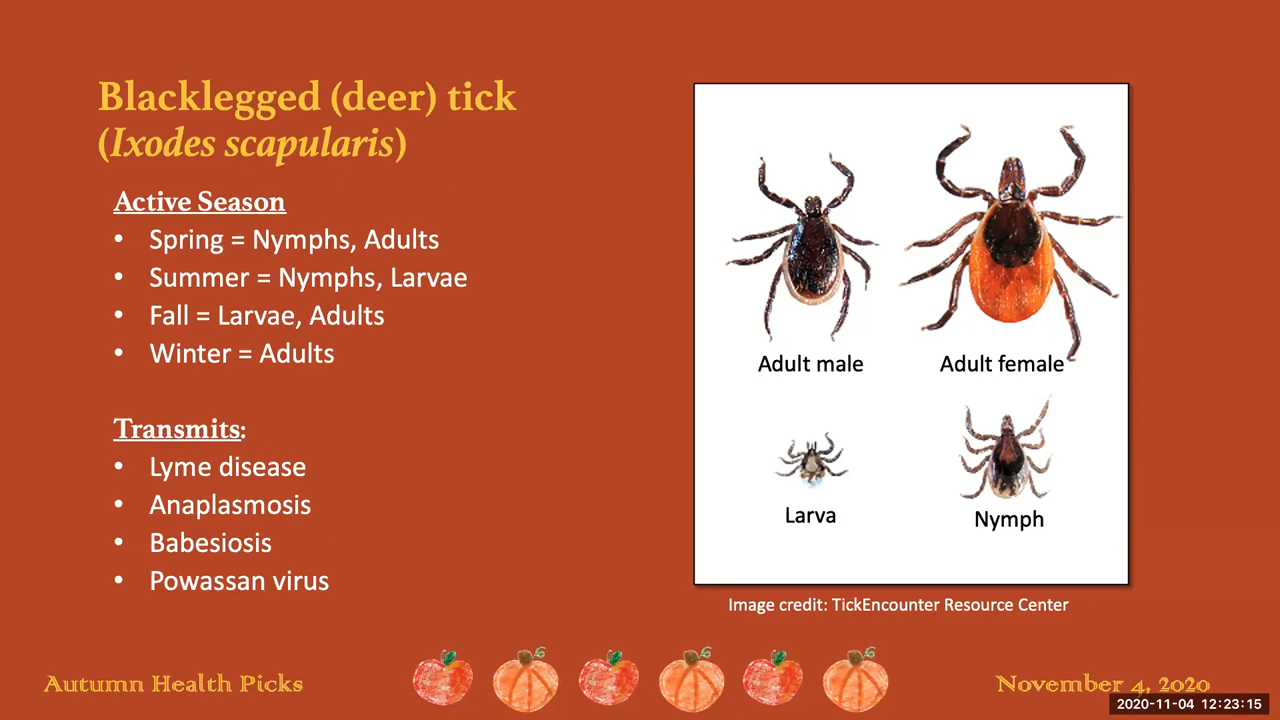 Blacklegged (deer) tick
(Ixodes scapularis)
Active Season
• Spring = Nymphs, Adults
• Summer = Nymphs, Larvae
• Fall = Larvae, Adults
• Winter = Adults
Transmits:
• Lyme disease
• Anaplasmosis
• Babesiosis
• Powassan virus
Adult male
Adult female
Larva
Nymph
Image credit: TickEncounter Resource Center
Autumn Health Picks
November 4, 2020
2020-11-04 12:23:15